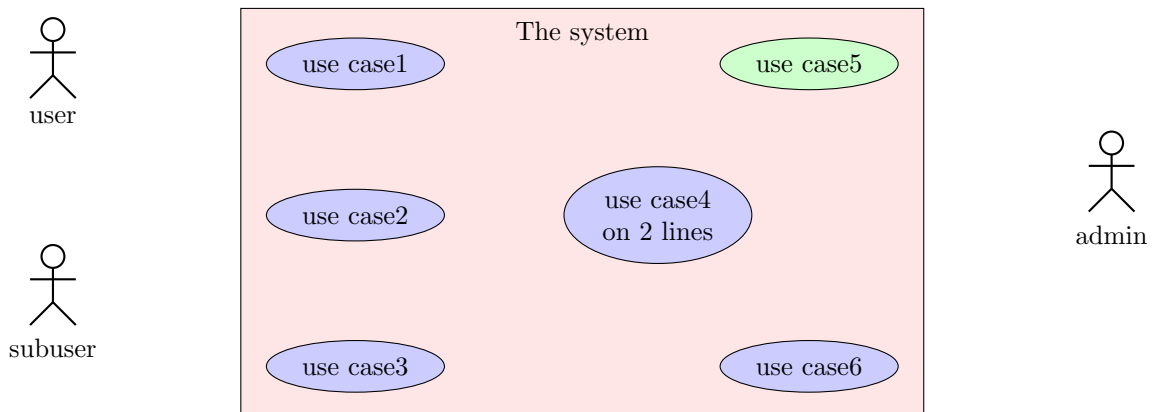 The system
use case1
use case5
user
use case2
use case4
on 2 lines
admin
subuser
use case3
use case6